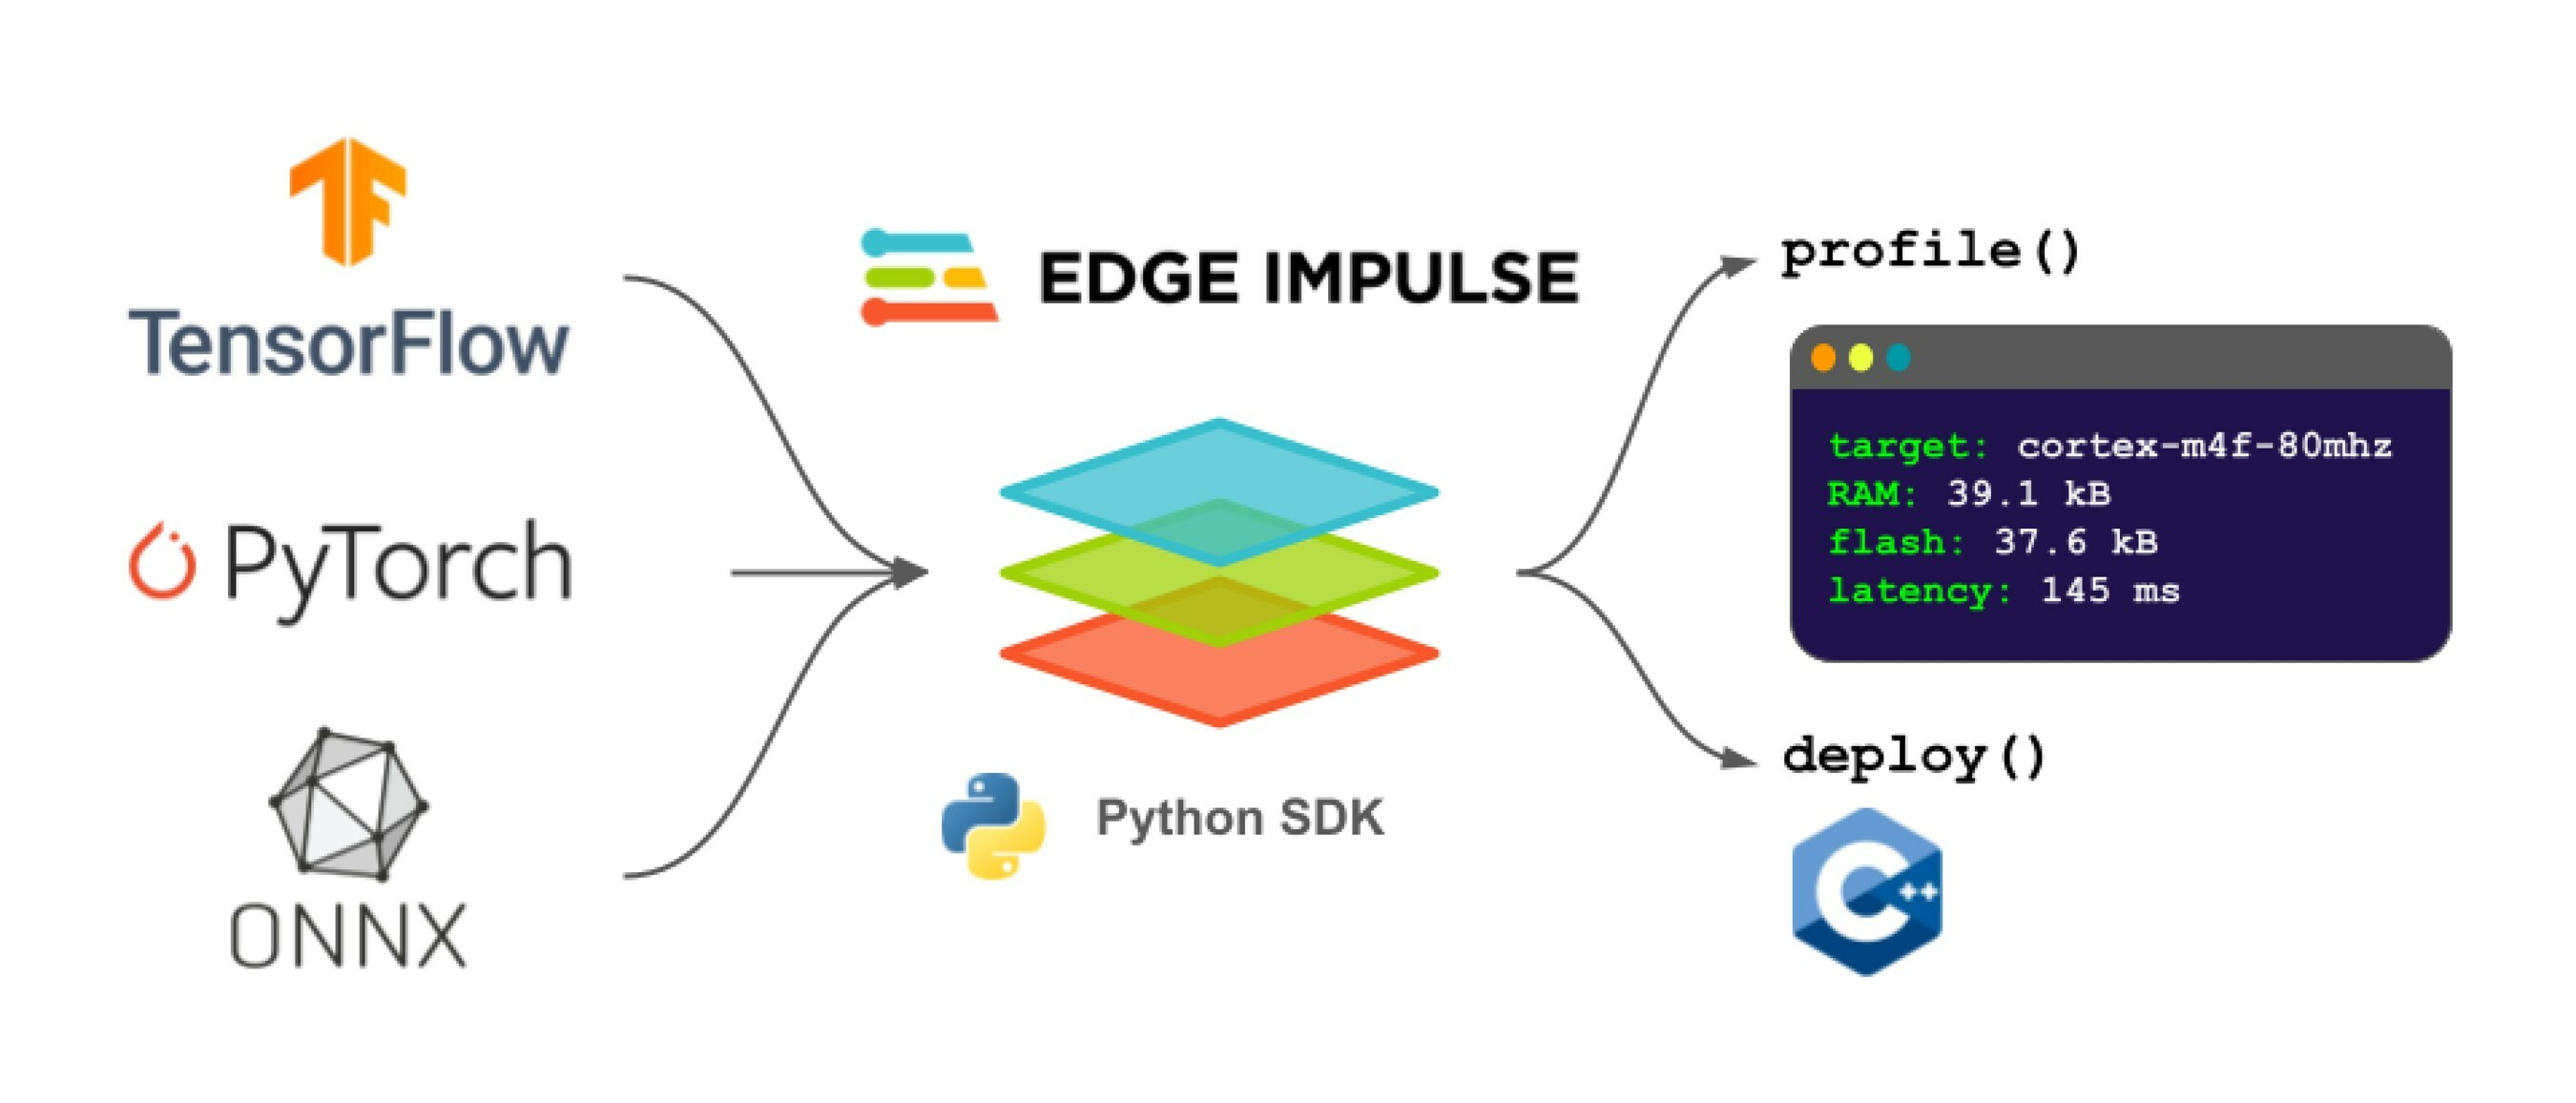 TensorFlow
PyTorch
ONNX
EDGE IMPULSE
Python SDK
profile()
target: cortex-m4f-80mhz
RAM: 39.1 kB
flash: 37.6 kB
latency: 145 ms
deploy()
C++